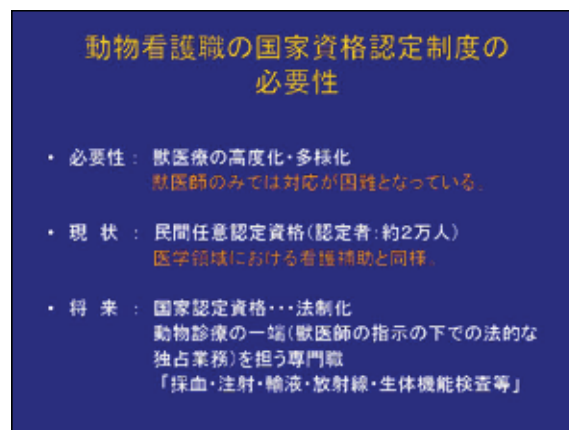 動物看護職の国家資格認定制度の
必要性
• 必要性： 獣医療の高度化・多様化
獣医師のみでは対応が困難となっている。
• 現 状 ： 民間任意認定資格(認定者：約2万人)
医学領域における看護補助と同様。
• 将 来 ： 国家認定資格・・・法制化
動物診療の一端(獣医師の指示の下での法的な
独占業務)を担う専門職
「採血・注射・輸液・放射線・生体機能検査等」